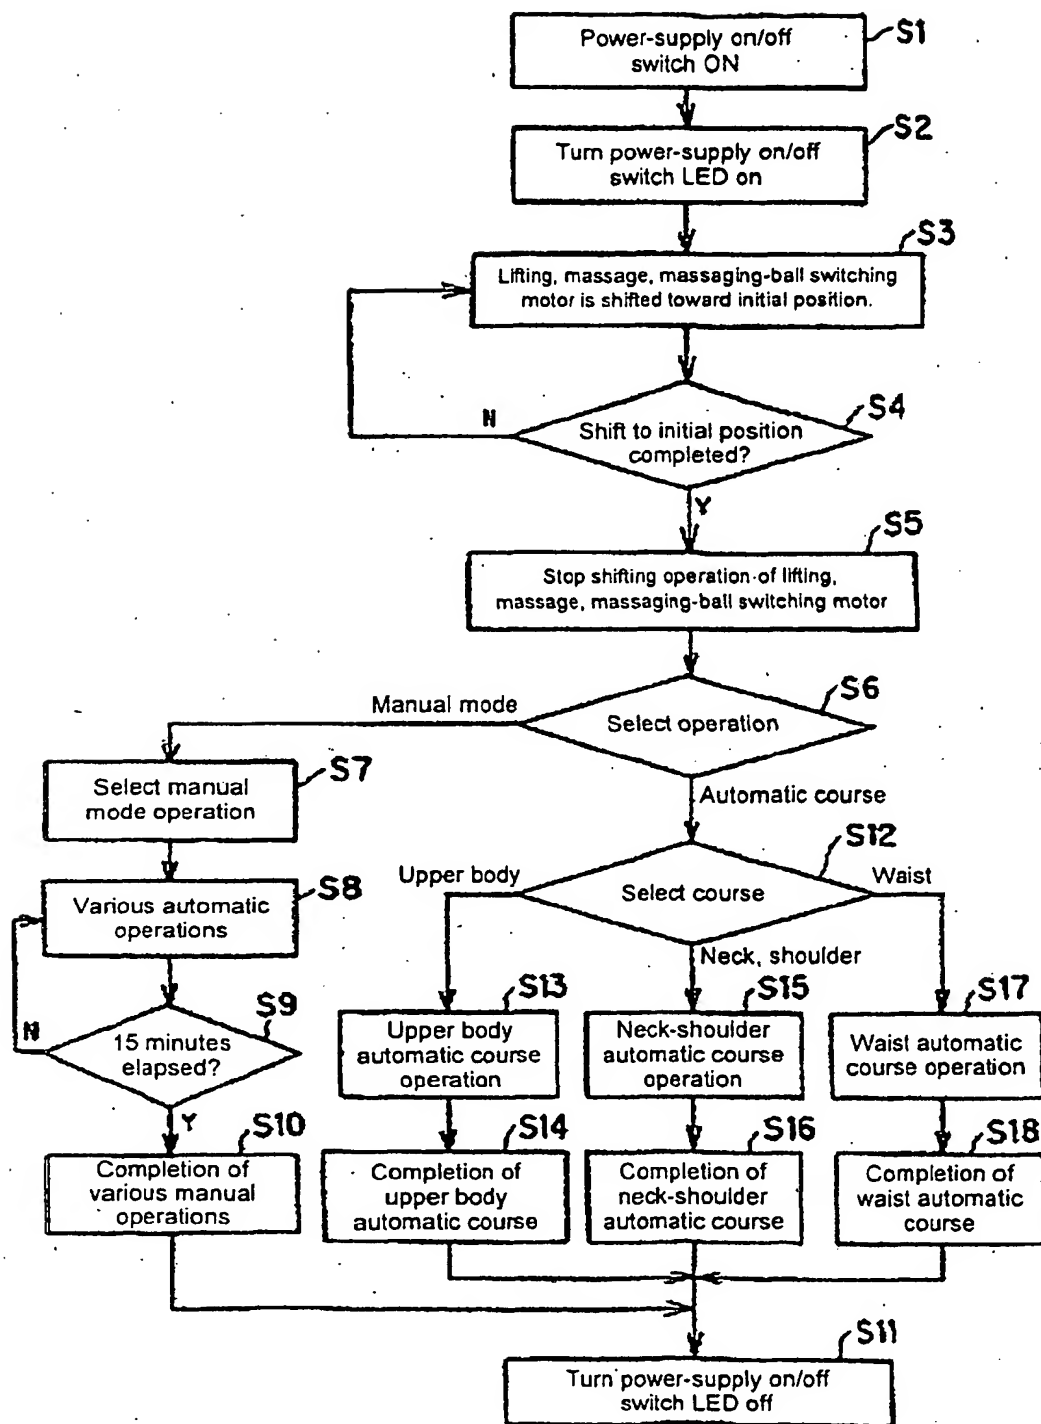 S1
Power-supply on/off
switch ON
S2
Turn power-supply on/off
switch LED on
S3
Lifting, massage, massaging-ball switching
motor is shifted toward initial position.
S4
N
Shift to initial position
completed?
Y
S5
Stop shifting operation of lifting,
massage, massaging-ball switching motor
S6
Manual mode
Select operation
S7
Select manual
mode operation
Automatic course
S12
S8
Upper body
Select course
Waist
Various automatic
operations
Neck, shoulder
S9
S13
S15
S17
N
15 minutes
elapsed?
Upper body
automatic course
operation
Neck-shoulder
automatic course
operation
Waist automatic
course operation
Y
S10
S14
S16
S18
Completion of
various manual
operations
Completion of
upper body
automatic course
Completion of
neck-shoulder
automatic course
Completion of
waist automatic
course
S11
Turn power-supply on/off
switch LED off